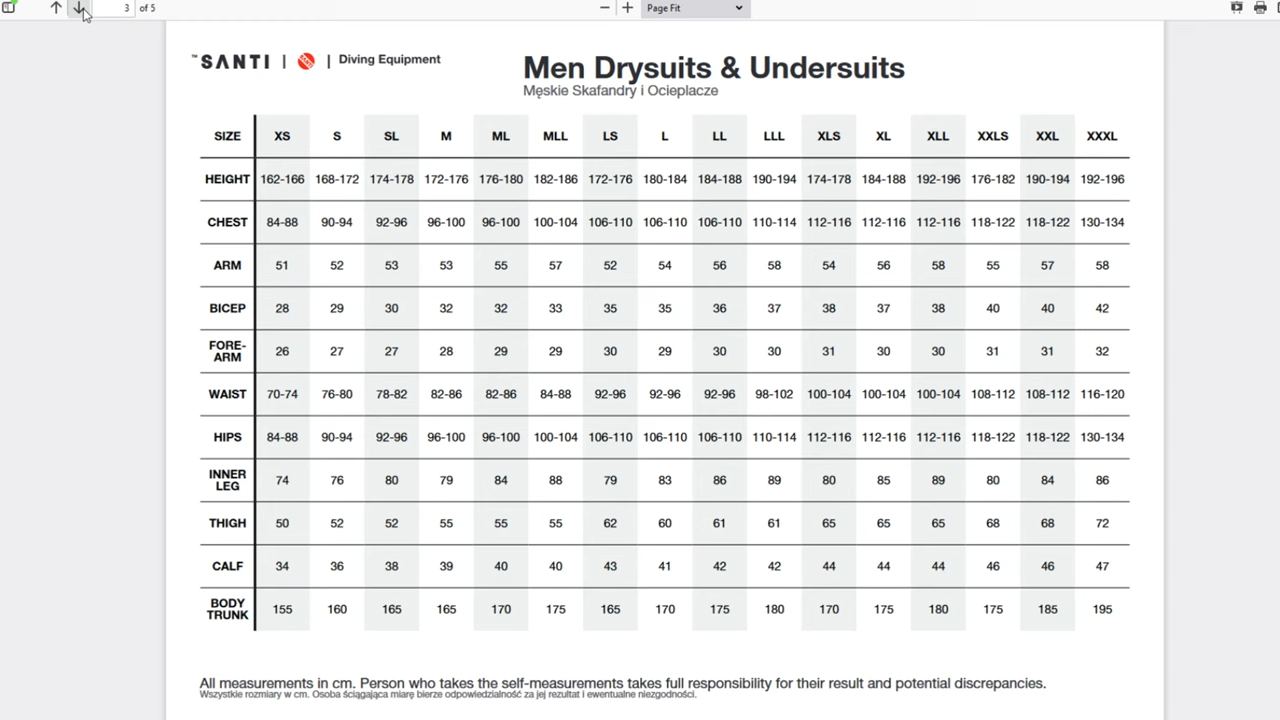 3 of 5 Page Fit
™ SANTI | SANTI | Diving Equipment
Men Drysuits & Undersuits
Męskie Skafandry i Ocieplacze
SIZE XS S SL M ML MLL LS L LL LLL XLS XL XLL XXLS XXL XXXL
HEIGHT 162-166 168-172 174-178 172-176 176-180 182-186 172-176 180-184 184-188 190-194 174-178 184-188 192-196 176-182 190-194 192-196
CHEST 84-88 90-94 92-96 96-100 96-100 100-104 106-110 106-110 106-110 110-114 112-116 112-116 112-116 118-122 118-122 130-134
ARM 51 52 53 53 55 57 52 54 56 58 54 56 58 55 57 58
BICEP 28 29 30 32 32 33 35 35 36 37 38 37 38 40 40 42
FORE-
ARM 26 27 27 28 29 29 30 29 30 30 31 30 30 31 31 32
WAIST 70-74 76-80 78-82 82-86 82-86 84-88 92-96 92-96 92-96 98-102 100-104 100-104 100-104 108-112 108-112 116-120
HIPS 84-88 90-94 92-96 96-100 96-100 100-104 106-110 106-110 106-110 110-114 112-116 112-116 112-116 118-122 118-122 130-134
INNER
LEG 74 76 80 79 84 88 79 83 86 89 80 85 89 80 84 86
THIGH 50 52 52 55 55 55 62 60 61 61 65 65 65 68 68 72
CALF 34 36 38 39 40 40 43 41 42 42 44 44 44 46 46 47
BODY
TRUNK 155 160 165 165 170 175 165 170 175 180 170 175 180 175 185 195
All measurements in cm. Person who takes the self-measurements takes full responsibility for their result and potential discrepancies.
Wszystkie rozmiary w cm. Osoba ściągająca miarę bierze odpowiedzialność za jej rezultat i ewentualne niezgodności.